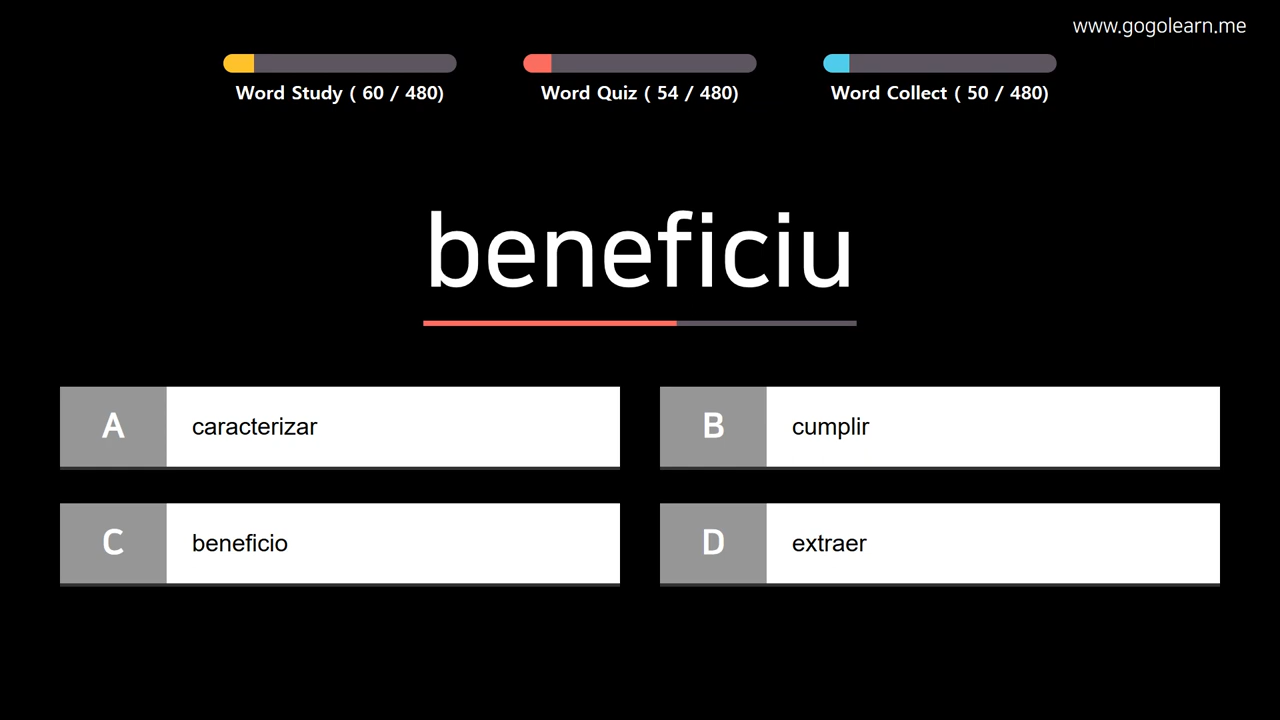 www.gogolearn.me
Word Study ( 60 / 480)
Word Quiz ( 54 / 480)
Word Collect ( 50 / 480)
beneficiu
A caracterizar
B cumplir
C beneficio
D extraer